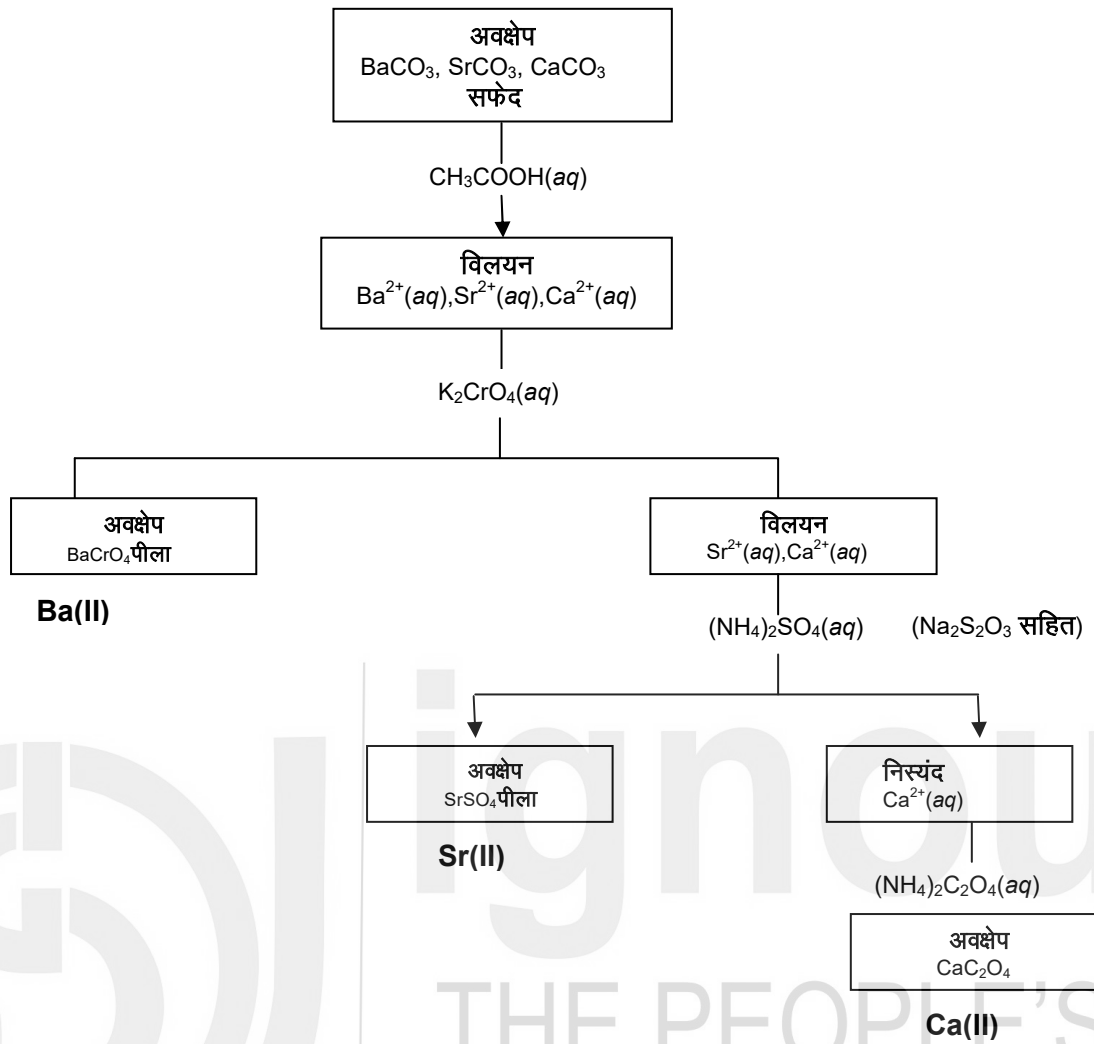 अवक्षेप
BaCO₃, SrCO₃, CaCO₃
सफेद
CH₃COOH(aq)
विलयन
Ba²⁺(aq),Sr²⁺(aq),Ca²⁺(aq)
K₂CrO₄(aq)
अवक्षेप
BaCrO₄पीला
Ba(II)
विलयन
Sr²⁺(aq),Ca²⁺(aq)
(NH₄)₂SO₄(aq) (Na₂S₂O₃ सहित)
अवक्षेप
SrSO₄पीला
Sr(II)
निस्यंद
Ca²⁺(aq)
(NH₄)₂C₂O₄(aq)
अवक्षेप
CaC₂O₄
Ca(II)
ignou
THE PEOPLE'S